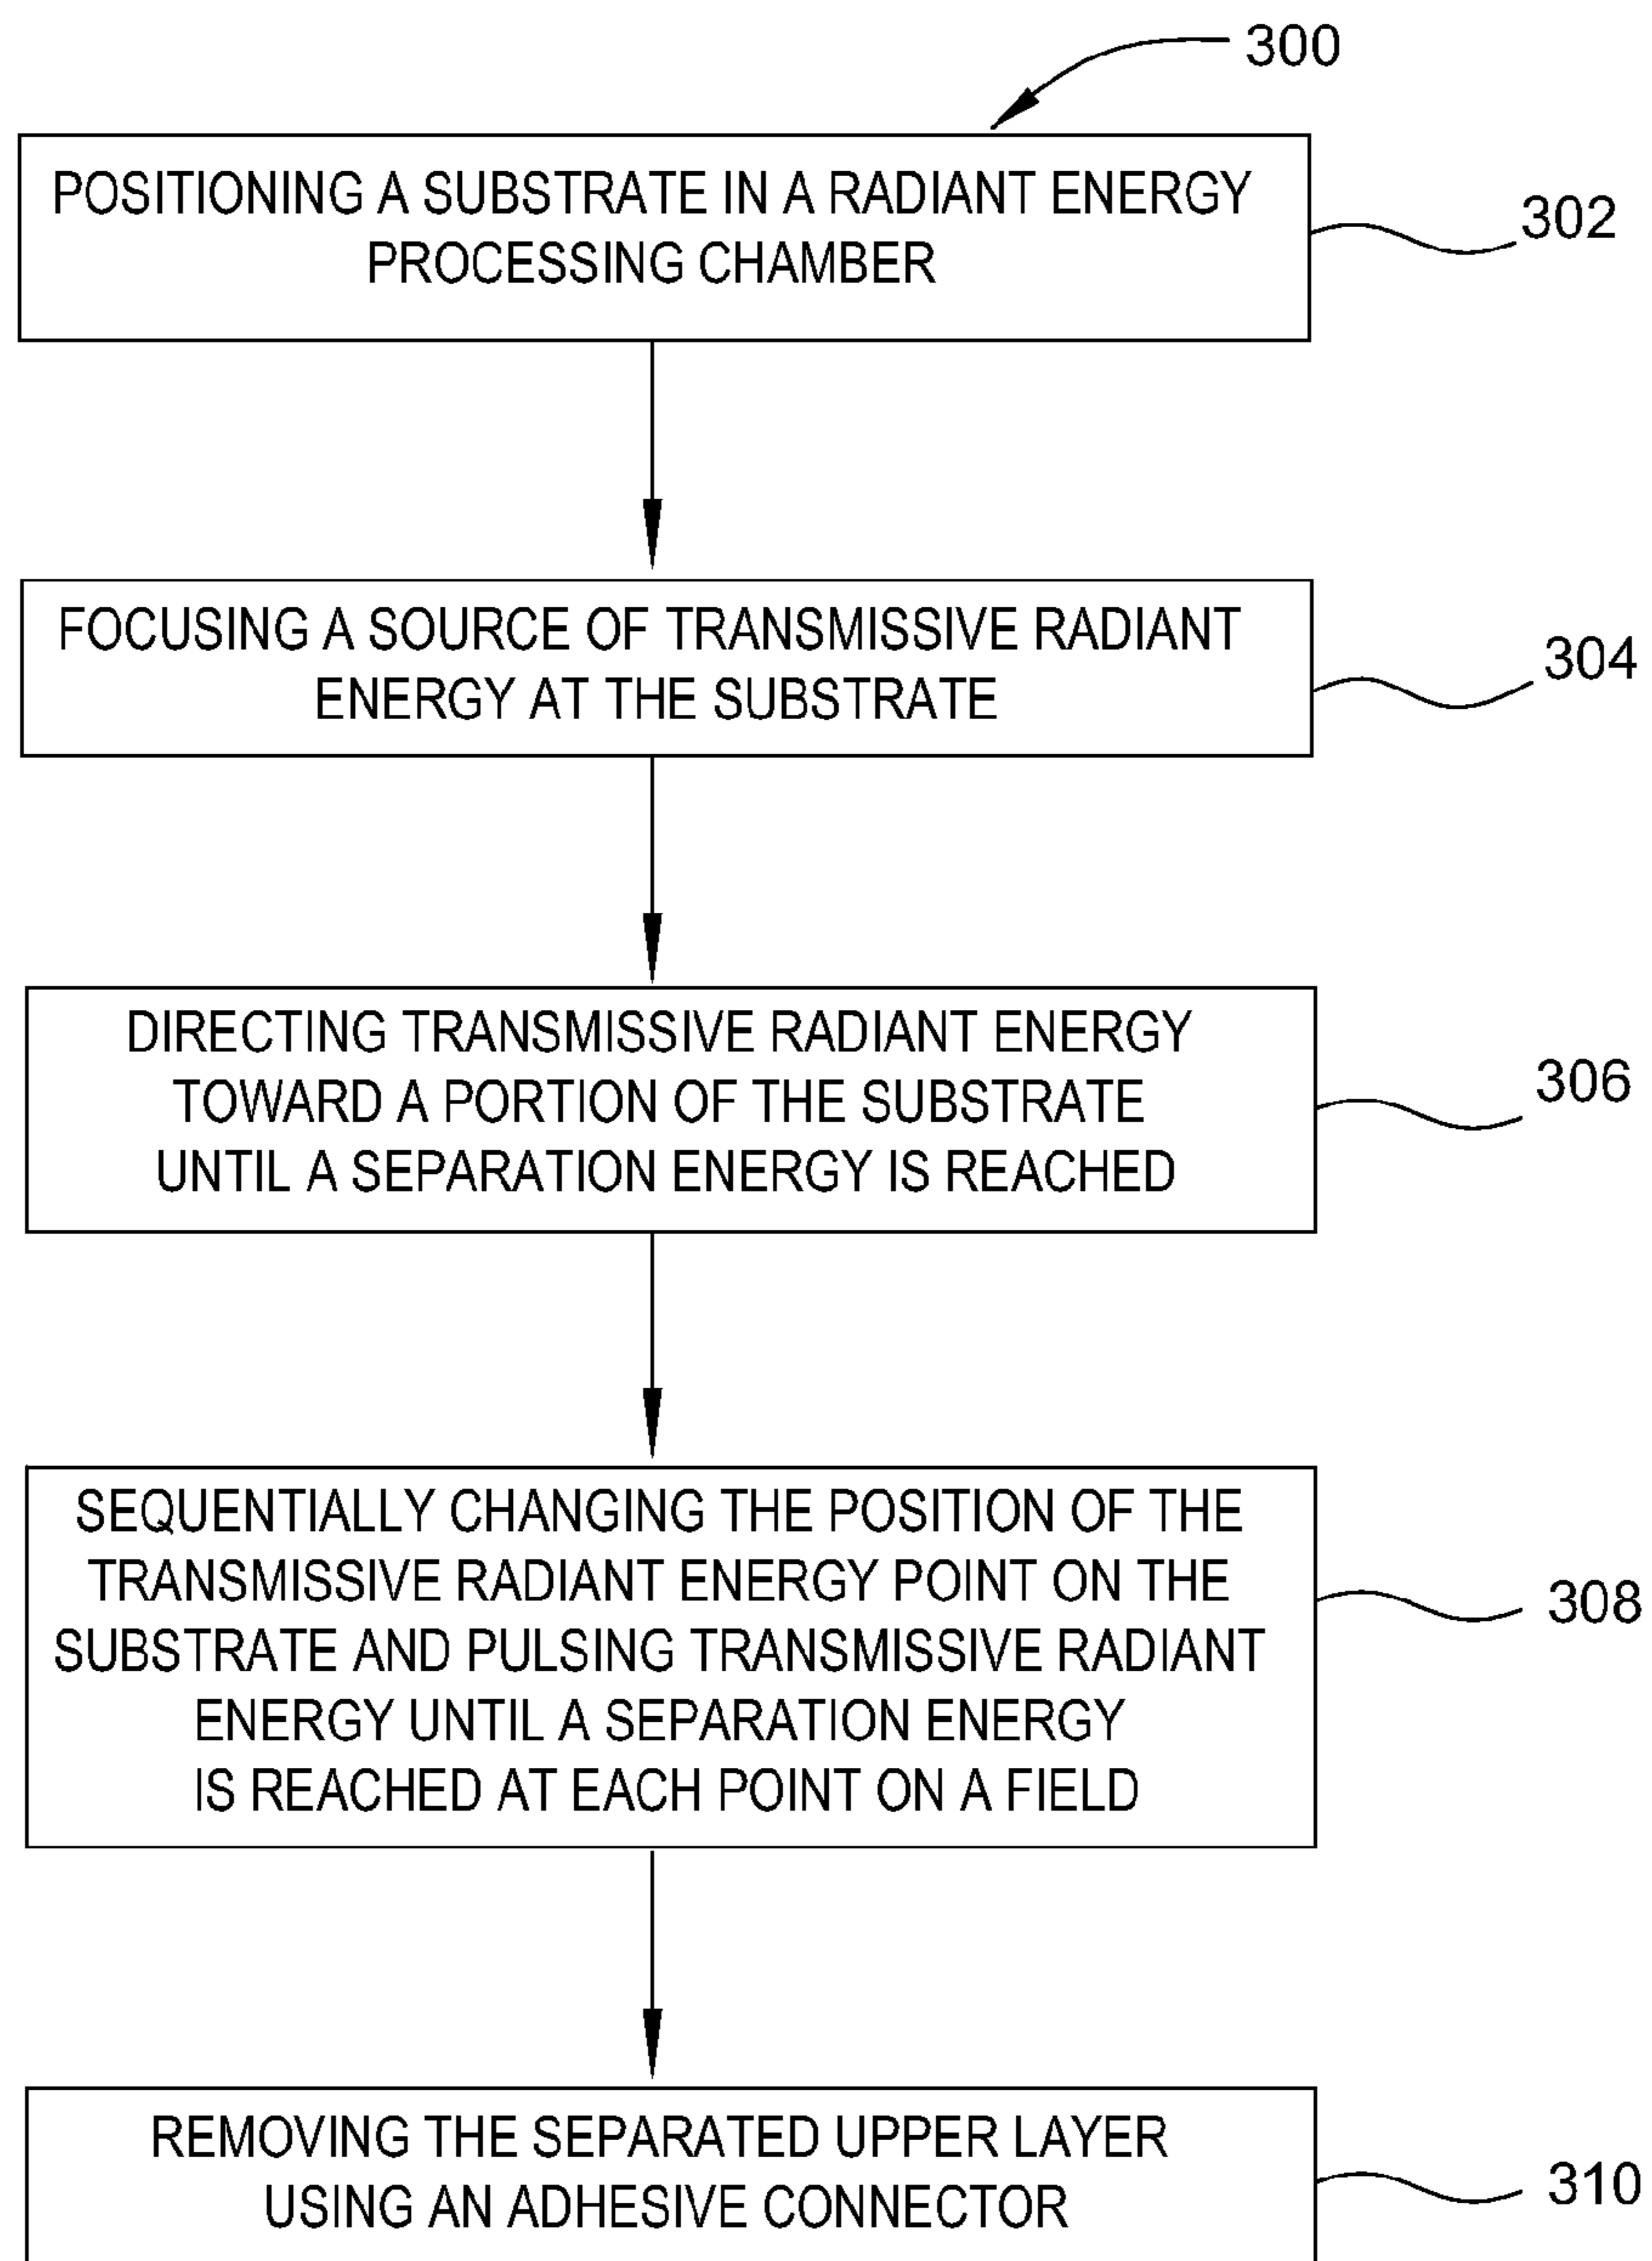 300
POSITIONING A SUBSTRATE IN A RADIANT ENERGY
PROCESSING CHAMBER
302
FOCUSING A SOURCE OF TRANSMISSIVE RADIANT
ENERGY AT THE SUBSTRATE
304
DIRECTING TRANSMISSIVE RADIANT ENERGY
TOWARD A PORTION OF THE SUBSTRATE
UNTIL A SEPARATION ENERGY IS REACHED
306
SEQUENTIALLY CHANGING THE POSITION OF THE
TRANSMISSIVE RADIANT ENERGY POINT ON THE
SUBSTRATE AND PULSING TRANSMISSIVE RADIANT
ENERGY UNTIL A SEPARATION ENERGY
IS REACHED AT EACH POINT ON A FIELD
308
REMOVING THE SEPARATED UPPER LAYER
USING AN ADHESIVE CONNECTOR
310